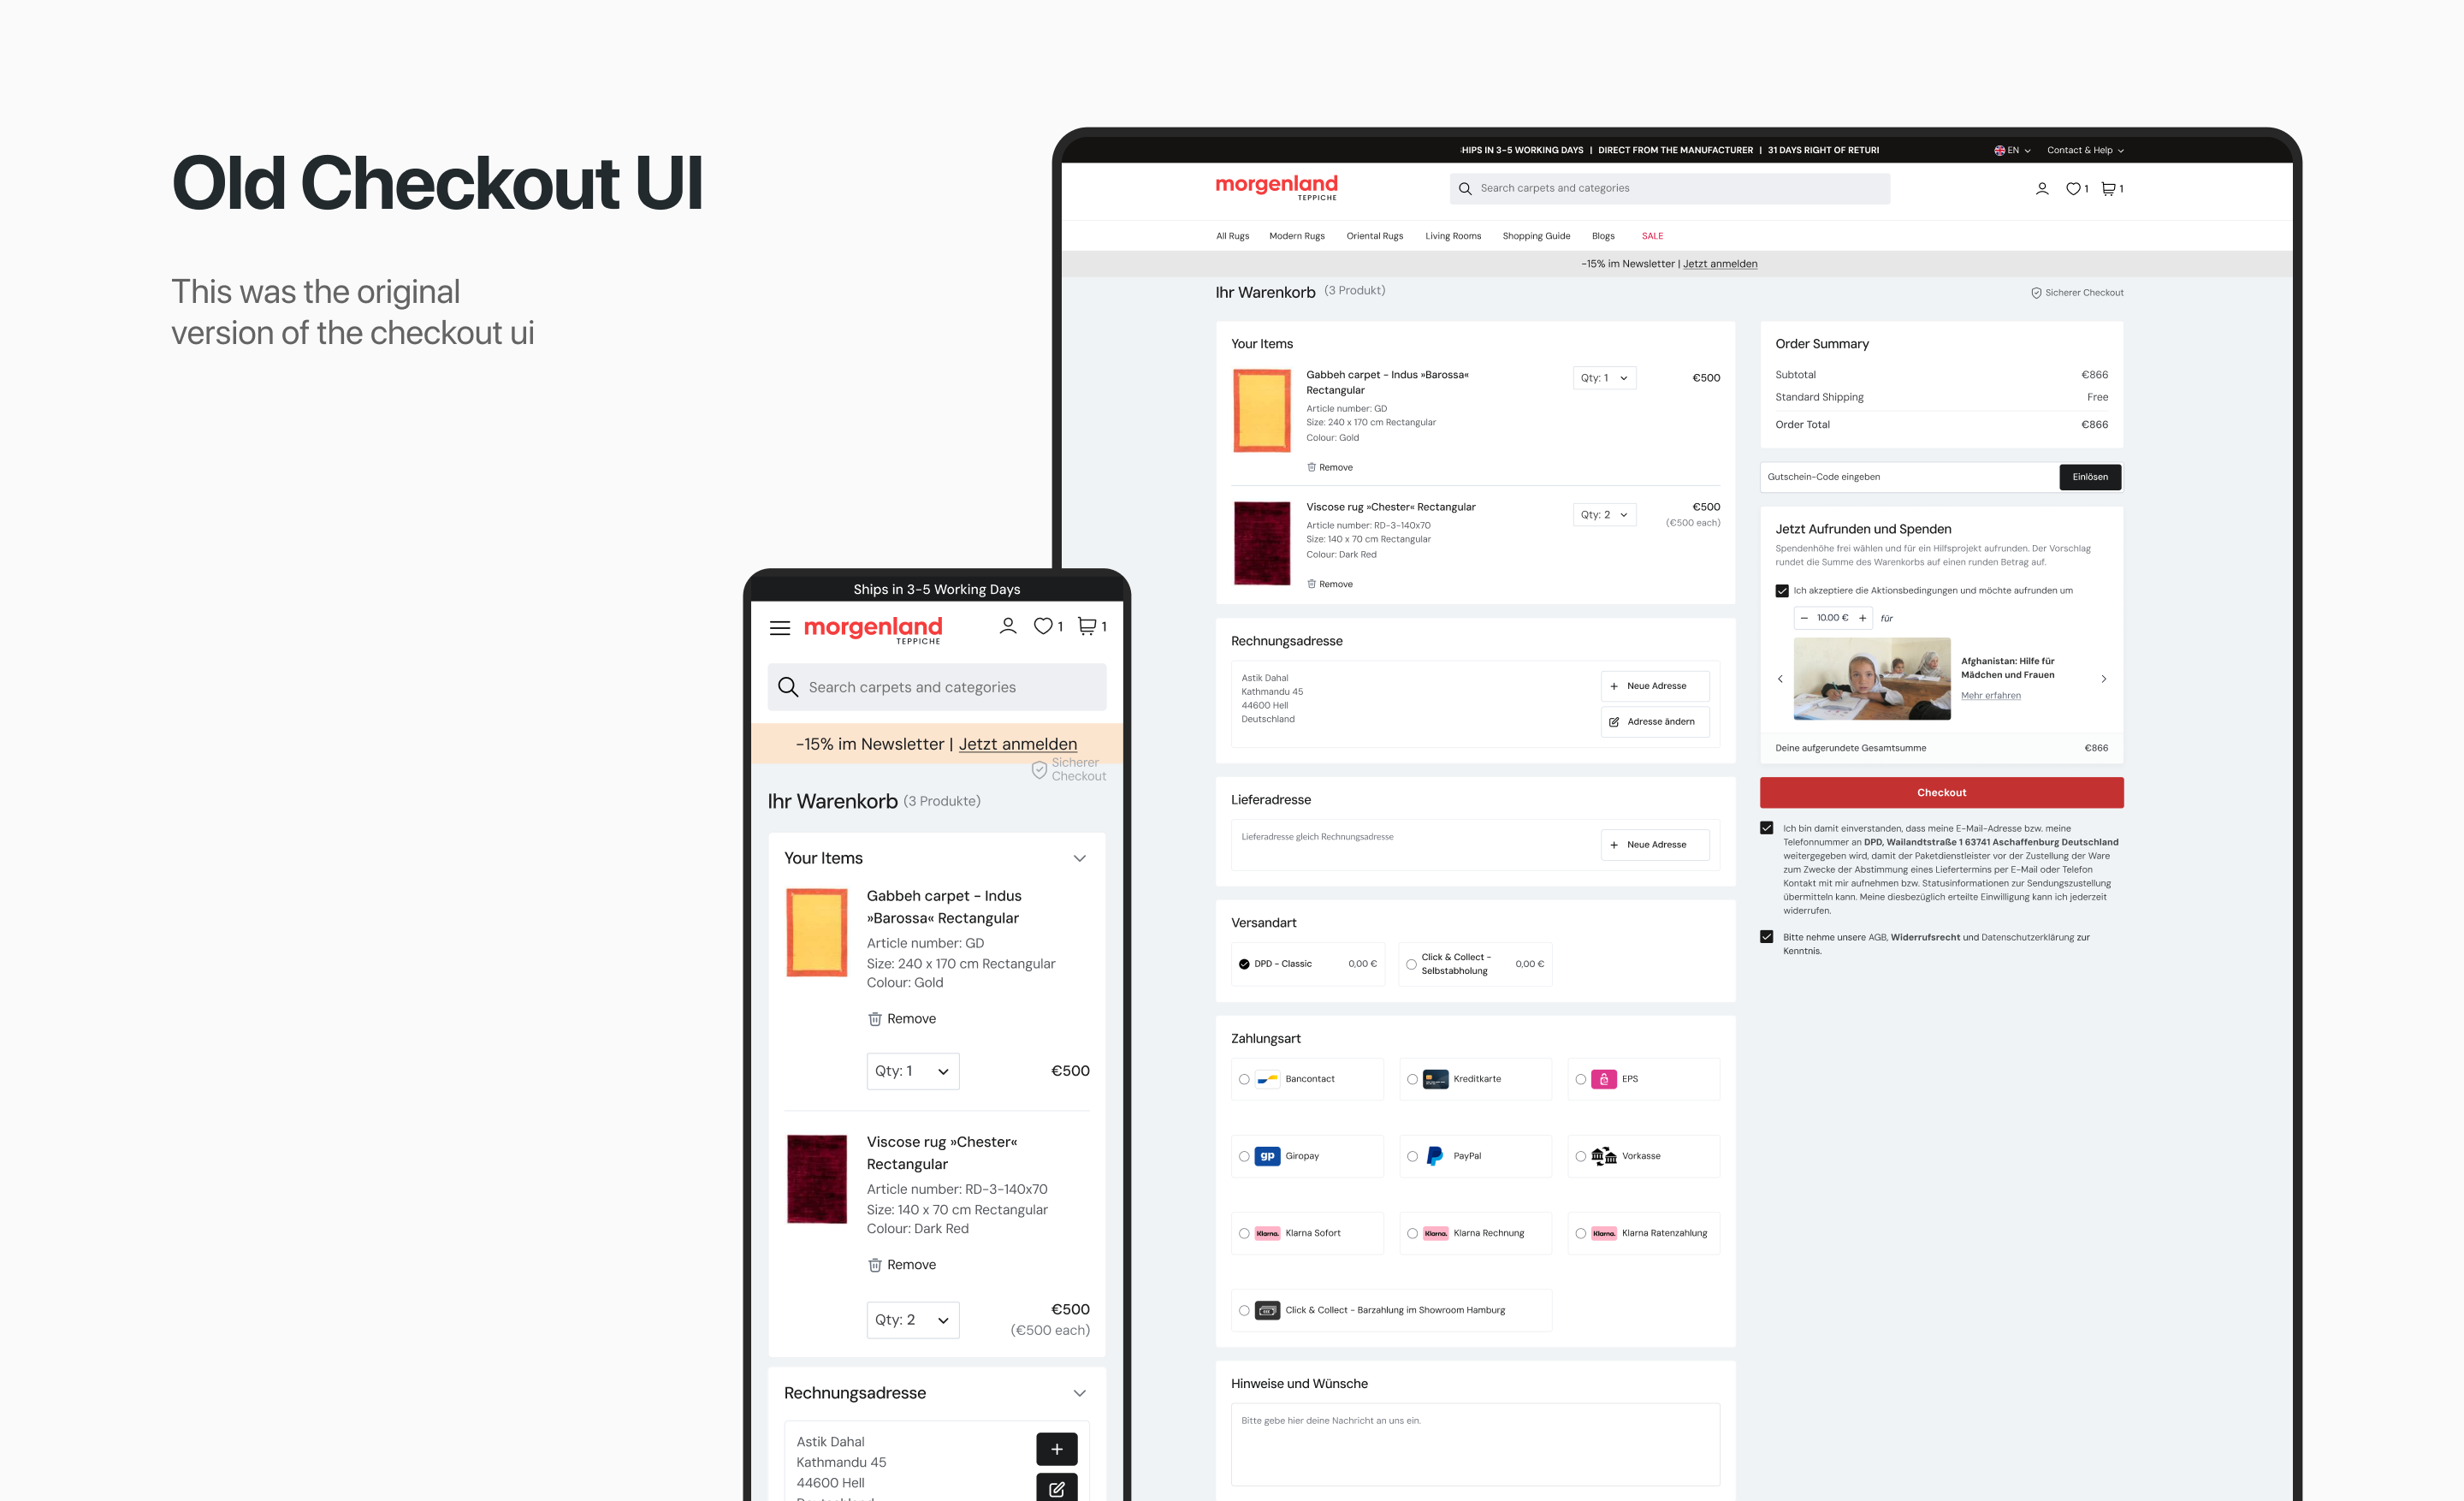 Old Checkout UI
This was the original
version of the checkout ui
HIPS IN 3-5 WORKING DAYS | DIRECT FROM THE MANUFACTURER | 31 DAYS RIGHT OF RETUR
EN
Contact & Help
morgenland
TEPPICHE
Search carpets and categories
1
1
All Rugs Modern Rugs Oriental Rugs Living Rooms Shopping Guide Blogs SALE
-15% im Newsletter | Jetzt anmelden
Ihr Warenkorb (3 Produkt)
Sicherer Checkout
Your Items
Gabbeh carpet - Indus »Barossa«
Rectangular
Article number: GD
Size: 240 x 170 cm Rectangular
Colour: Gold
Remove
Qty: 1
€500
Viscose rug »Chester« Rectangular
Article number: RD-3-140x70
Size: 140 x 70 cm Rectangular
Colour: Dark Red
Remove
Qty: 2
€500
(€500 each)
Rechnungsadresse
Astik Dahal
Kathmandu 45
44600 Hell
Deutschland
+ Neue Adresse
Adresse ändern
Lieferadresse
Lieferadresse gleich Rechnungsadresse
+ Neue Adresse
Versandart
DPD - Classic 0,00 €
Click & Collect -
Selbstabholung
0,00 €
Zahlungsart
Bancontact
Kreditkarte
EPS
gp Giropay
PayPal
Vorkasse
Klarna. Klarna Sofort
Klarna. Klarna Rechnung
Klarna. Klarna Ratenzahlung
Click & Collect - Barzahlung im Showroom Hamburg
Hinweise und Wünsche
Bitte gebe hier deine Nachricht an uns ein.
Order Summary
Subtotal €866
Standard Shipping Free
Order Total €866
Gutschein-Code eingeben
Einlösen
Jetzt Aufrunden und Spenden
Spendenhöhe frei wählen und für ein Hilfsprojekt aufrunden. Der Vorschlag
rundet die Summe des Warenkorbs auf einen runden Betrag auf.
Ich akzeptiere die Aktionsbedingungen und möchte aufrunden um
− 10.00 € + für
Afghanistan: Hilfe für
Mädchen und Frauen
Mehr erfahren
Deine aufgerundete Gesamtsumme €866
Checkout
Ich bin damit einverstanden, dass meine E-Mail-Adresse bzw. meine
Telefonnummer an DPD, Wailandtstraße 1 63741 Aschaffenburg Deutschland
weitergegeben wird, damit der Paketdienstleister vor der Zustellung der Ware
zum Zwecke der Abstimmung eines Liefertermins per E-Mail oder Telefon
Kontakt mit mir aufnehmen bzw. Statusinformationen zur Sendungszustellung
übermitteln kann. Meine diesbezüglich erteilte Einwilligung kann ich jederzeit
widerrufen.
Bitte nehme unsere AGB, Widerrufsrecht und Datenschutzerklärung zur
Kenntnis.
Ships in 3-5 Working Days
morgenland
TEPPICHE
1
1
Search carpets and categories
-15% im Newsletter | Jetzt anmelden
Sicherer
Checkout
Ihr Warenkorb (3 Produkte)
Your Items
Gabbeh carpet - Indus
»Barossa« Rectangular
Article number: GD
Size: 240 x 170 cm Rectangular
Colour: Gold
Remove
Qty: 1
€500
Viscose rug »Chester«
Rectangular
Article number: RD-3-140x70
Size: 140 x 70 cm Rectangular
Colour: Dark Red
Remove
Qty: 2
€500
(€500 each)
Rechnungsadresse
Astik Dahal
Kathmandu 45
44600 Hell
+